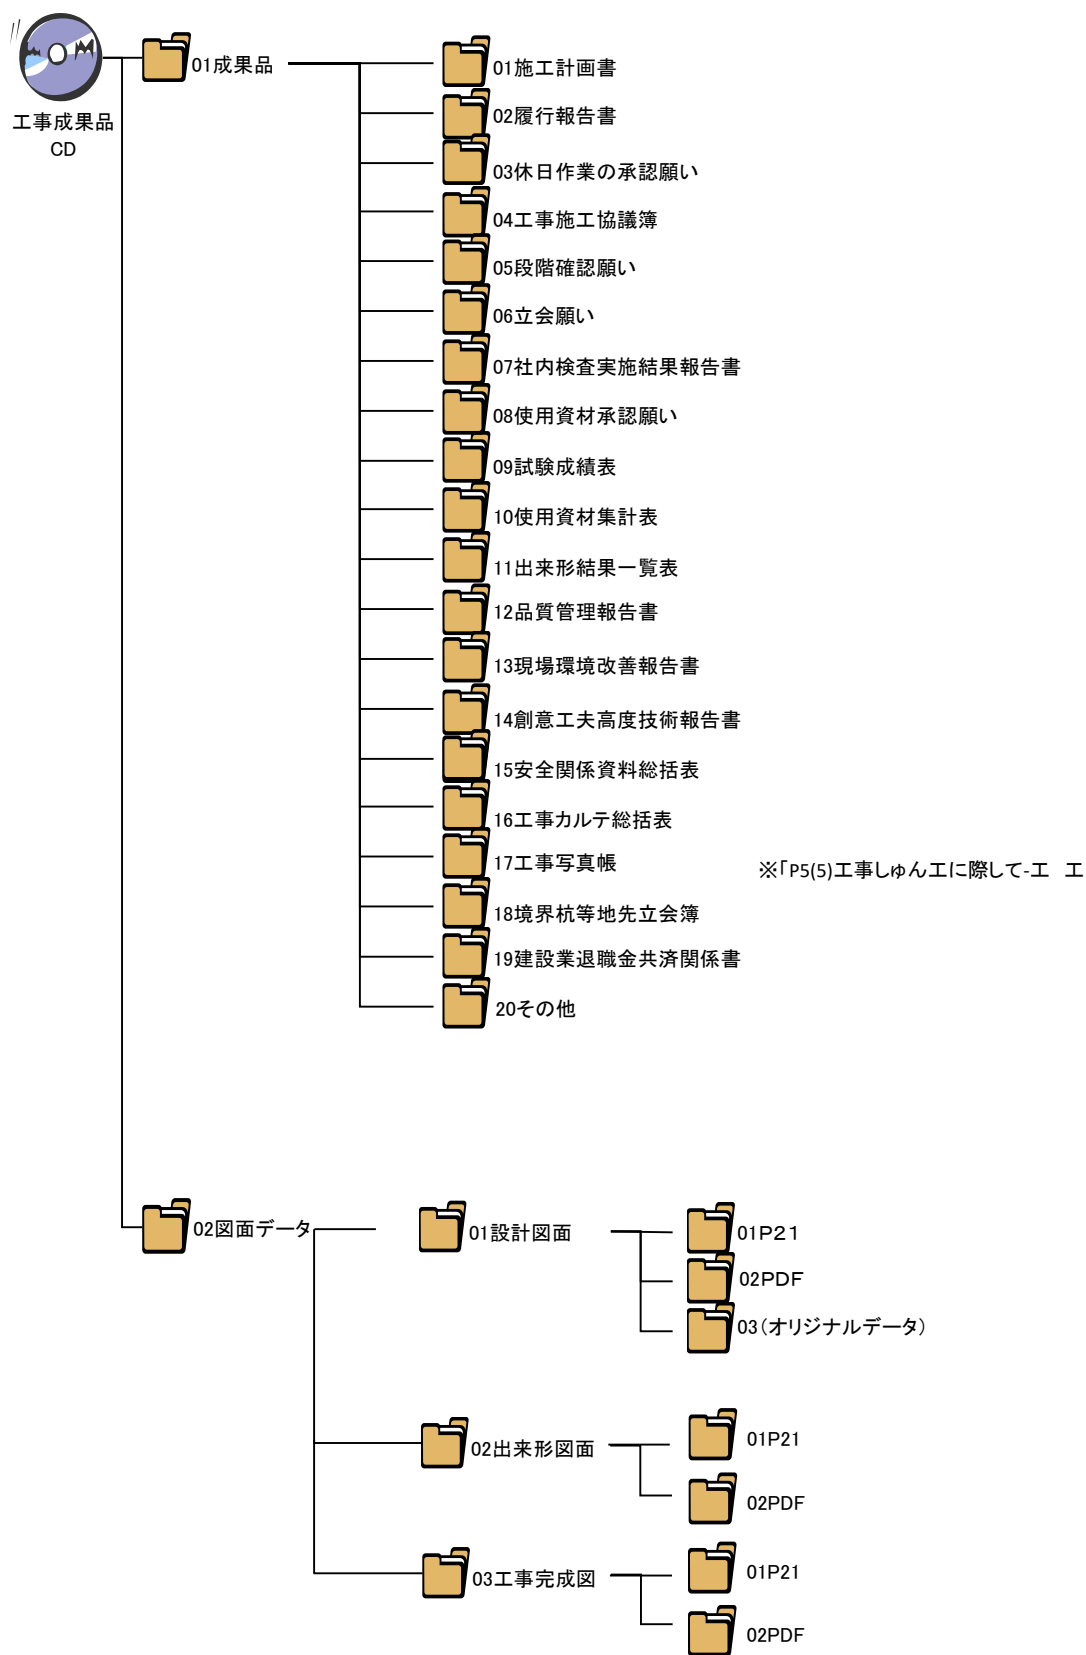 工事成果品
CD
01成果品
01施工計画書
02履行報告書
03休日作業の承認願い
04工事施工協議簿
05段階確認願い
06立会願い
07社内検査実施結果報告書
08使用資材承認願い
09試験成績表
10使用資材集計表
11出来形結果一覧表
12品質管理報告書
13現場環境改善報告書
14創意工夫高度技術報告書
15安全関係資料総括表
16工事カルテ総括表
17工事写真帳
※「P5(5)工事しゅん工に際して-エ　工
18境界杭等地先立会簿
19建設業退職金共済関係書
20その他
02図面データ
01設計図面
01P21
02PDF
03(オリジナルデータ)
02出来形図面
01P21
02PDF
03工事完成図
01P21
02PDF